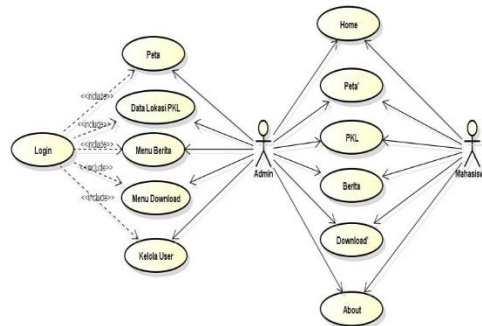 Home
Peta
<<include>>
Peta'
<<include>>
Data Lokasi PKL
<<include>>
PKL
Login
<<include>>
Menu Berita
Admin
Mahasisw
<<include>>
Berita
Menu Download
Download'
Kelola User
About